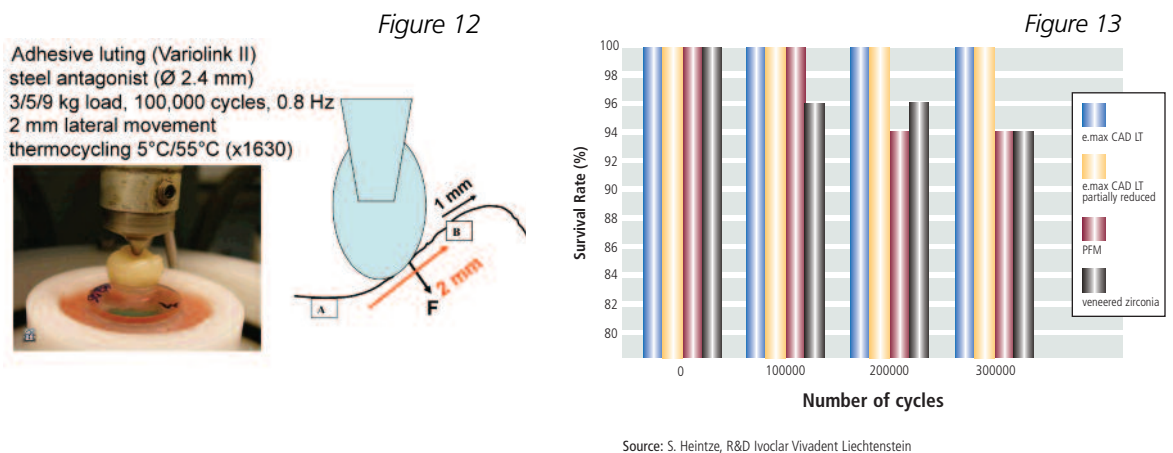 Figure 12
Adhesive luting (Variolink II)
steel antagonist (Ø 2.4 mm)
3/5/9 kg load, 100,000 cycles, 0.8 Hz
2 mm lateral movement
thermocycling 5°C/55°C (x1630)
1 mm
B
2 mm
F
A
Figure 13
Survival Rate (%)
100
98
96
94
92
90
88
86
84
82
80
0
100000
200000
300000
Number of cycles
e.max CAD LT
e.max CAD LT
partially reduced
PFM
veneered zirconia
Source: S. Heintze, R&D Ivoclar Vivadent Liechtenstein